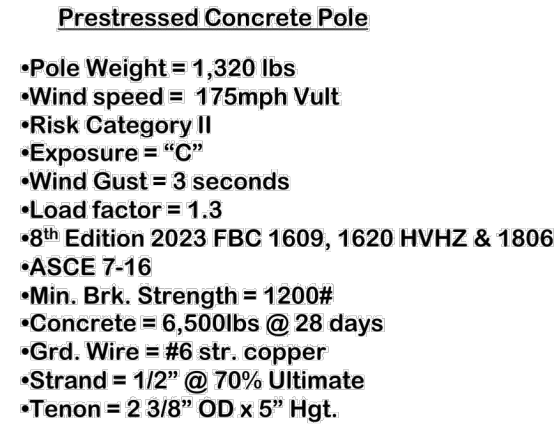 Prestressed Concrete Pole
•Pole Weight = 1,320 lbs
•Wind speed =  175mph Vult
•Risk Category II
•Exposure = “C”
•Wind Gust = 3 seconds
•Load factor = 1.3
•8th Edition 2023 FBC 1609, 1620 HVHZ & 1806
•ASCE 7-16
•Min. Brk. Strength = 1200#
•Concrete = 6,500lbs @ 28 days
•Grd. Wire = #6 str. copper
•Strand = 1/2” @ 70% Ultimate
•Tenon = 2 3/8” OD x 5” Hgt.